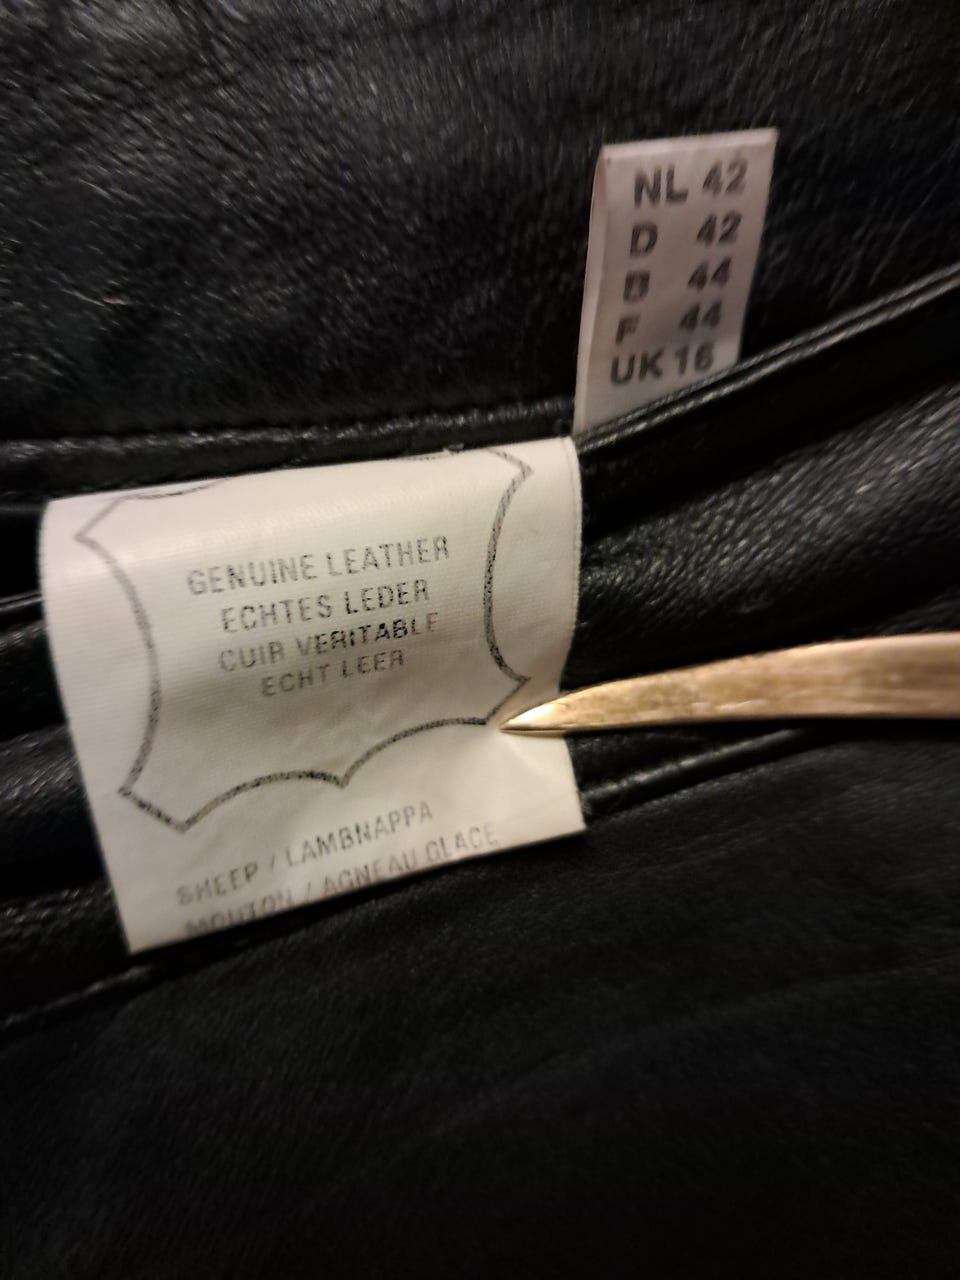 NL 42
D 42
B 44
F 44
UK 16
GENUINE LEATHER
ECHTES LEDER
CUIR VERITABLE
ECHT LEER
SHEEP / LAMBNAPPA
MOUTON / AGNEAU GLACE